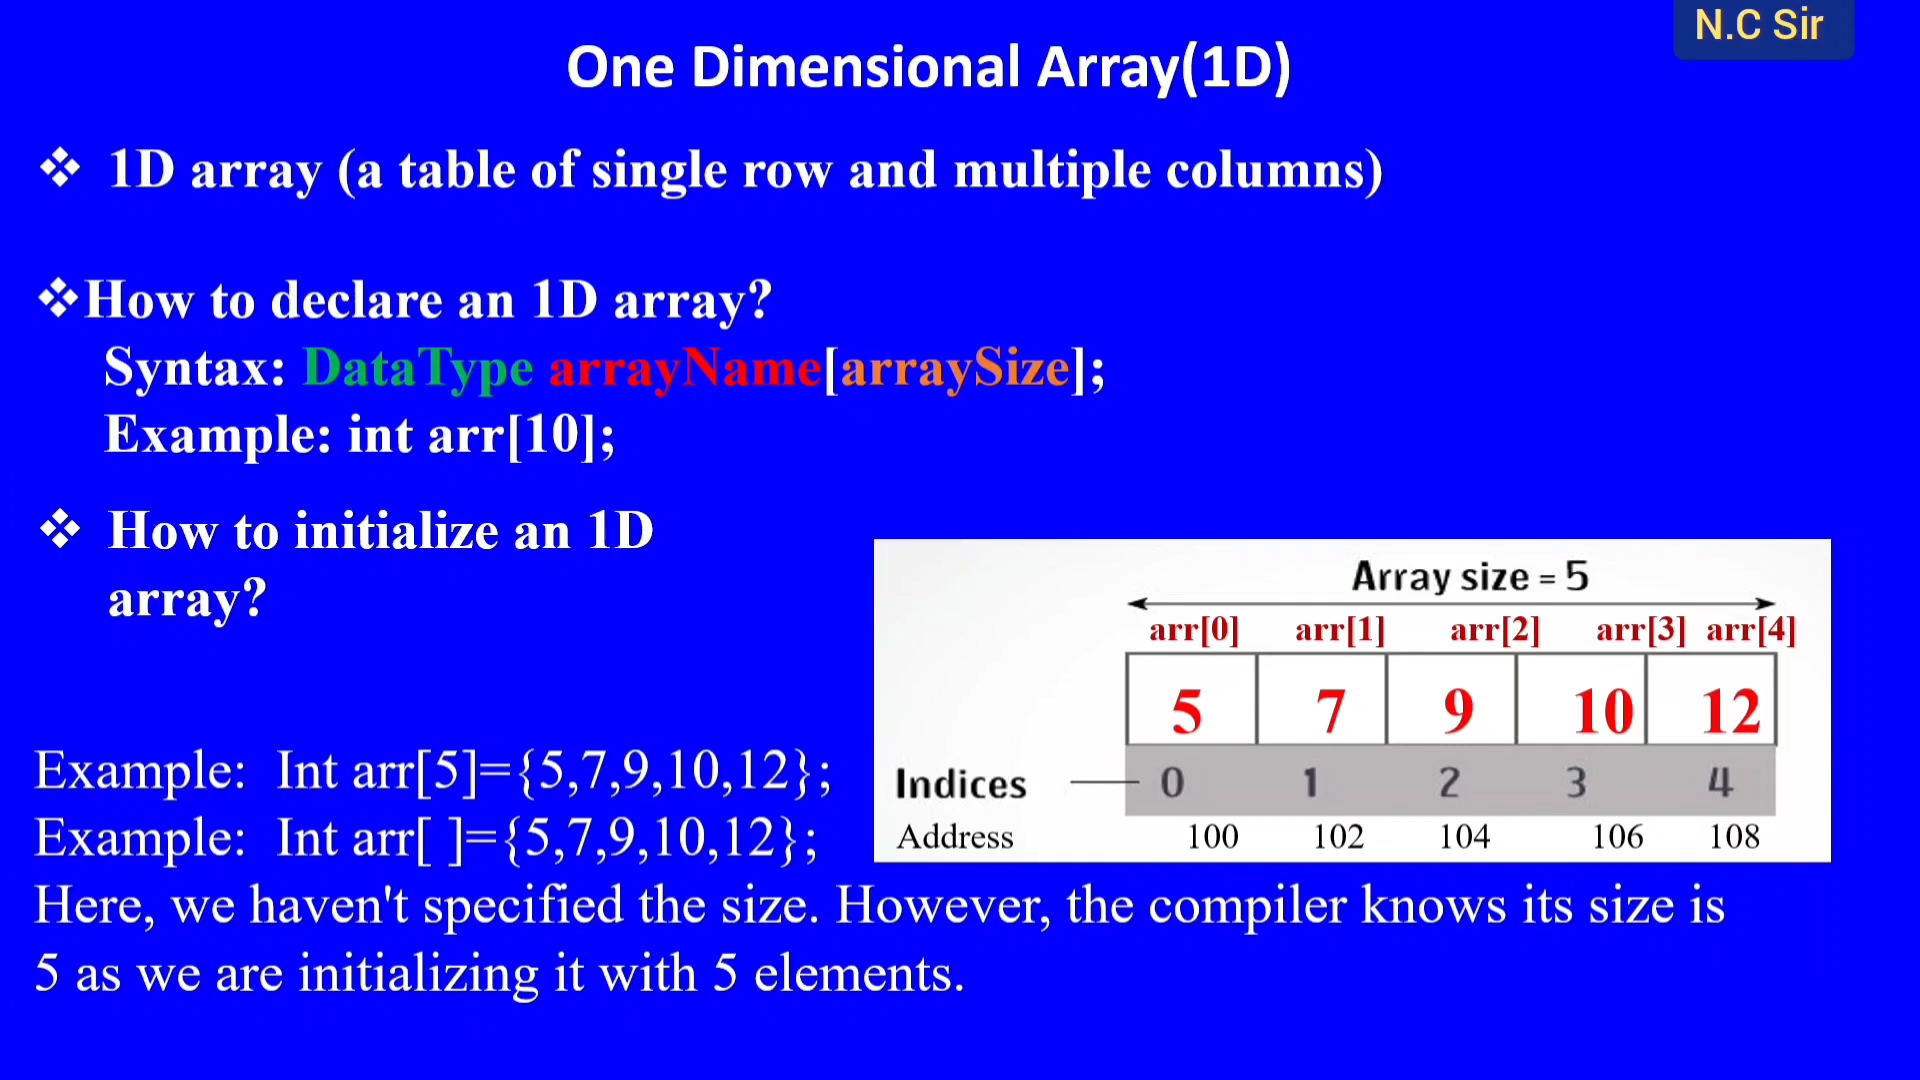 N.C Sir
One Dimensional Array(1D)
❖ 1D array (a table of single row and multiple columns)
❖How to declare an 1D array?
Syntax: DataType arrayName[arraySize];
Example: int arr[10];
❖ How to initialize an 1D
array?
Example: Int arr[5]={5,7,9,10,12};
Example: Int arr[ ]={5,7,9,10,12};
Here, we haven't specified the size. However, the compiler knows its size is
5 as we are initializing it with 5 elements.
Array size = 5
arr[0] arr[1] arr[2] arr[3] arr[4]
5 7 9 10 12
Indices 0 1 2 3 4
Address 100 102 104 106 108